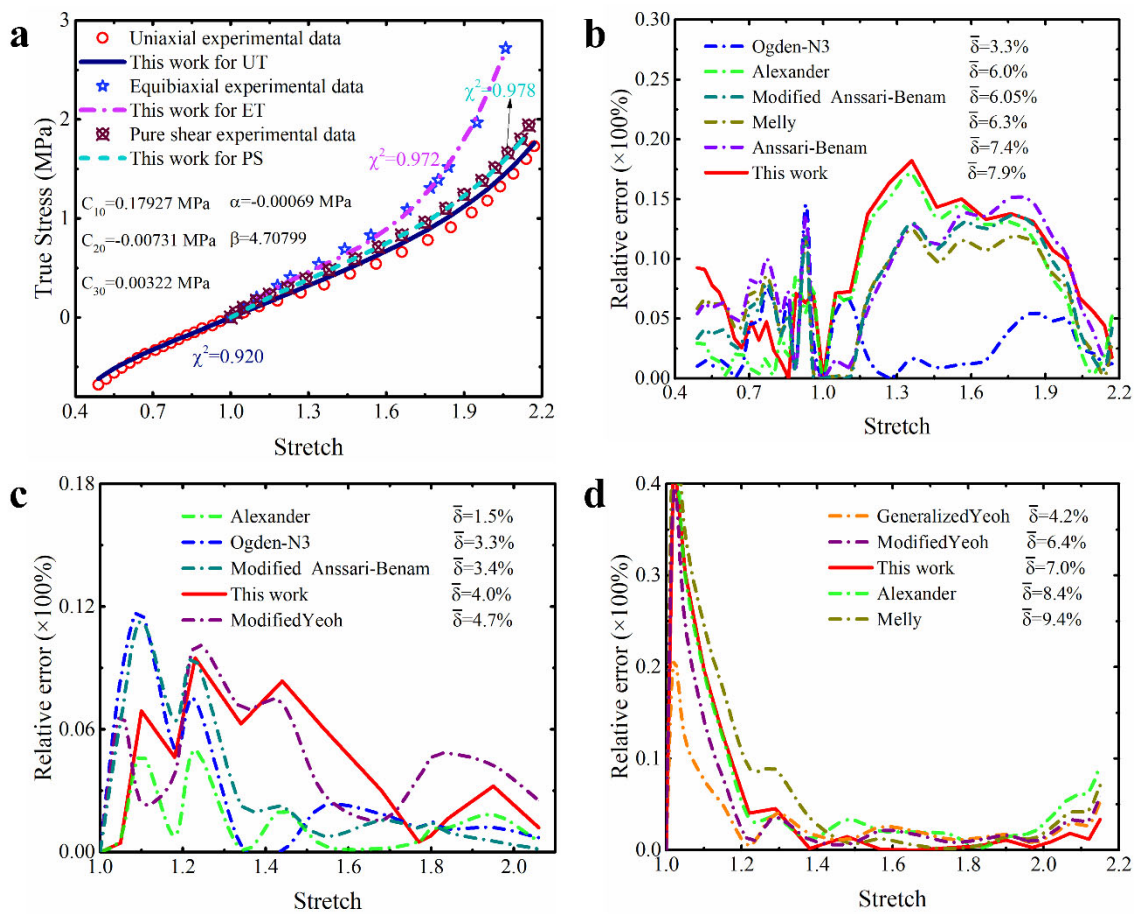 a
3
2
1
0
True Stress (MPa)
Uniaxial experimental data
This work for UT
Equibiaxial experimental data
This work for ET
Pure shear experimental data
This work for PS
χ²=0.978
χ²=0.972
C₁₀=0.17927 MPa α=-0.00069 MPa
C₂₀=-0.00731 MPa β=4.70799
C₃₀=0.00322 MPa
χ²=0.920
0.4 0.7 1.0 1.3 1.6 1.9 2.2
Stretch
b
0.30
0.25
0.20
0.15
0.10
0.05
0.00
Relative error (×100%)
Ogden-N3 δ̄=3.3%
Alexander δ̄=6.0%
Modified Anssari-Benam δ̄=6.05%
Melly δ̄=6.3%
Anssari-Benam δ̄=7.4%
This work δ̄=7.9%
0.4 0.7 1.0 1.3 1.6 1.9 2.2
Stretch
c
0.18
0.12
0.06
0.00
Relative error (×100%)
Alexander δ̄=1.5%
Ogden-N3 δ̄=3.3%
Modified Anssari-Benam δ̄=3.4%
This work δ̄=4.0%
ModifiedYeoh δ̄=4.7%
1.0 1.2 1.4 1.6 1.8 2.0
Stretch
d
0.4
0.3
0.2
0.1
0.0
Relative error (×100%)
GeneralizedYeoh δ̄=4.2%
ModifiedYeoh δ̄=6.4%
This work δ̄=7.0%
Alexander δ̄=8.4%
Melly δ̄=9.4%
1.0 1.2 1.4 1.6 1.8 2.0 2.2
Stretch